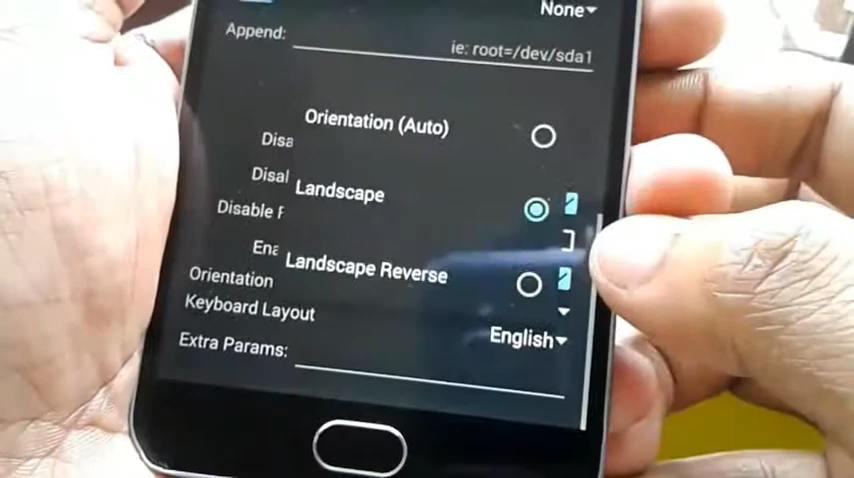 None
Append:
ie: root=/dev/sda1
Orientation (Auto)
Disa
Disal
Landscape
Disable F
Ena
Landscape Reverse
Orientation
Keyboard Layout
English
Extra Params: